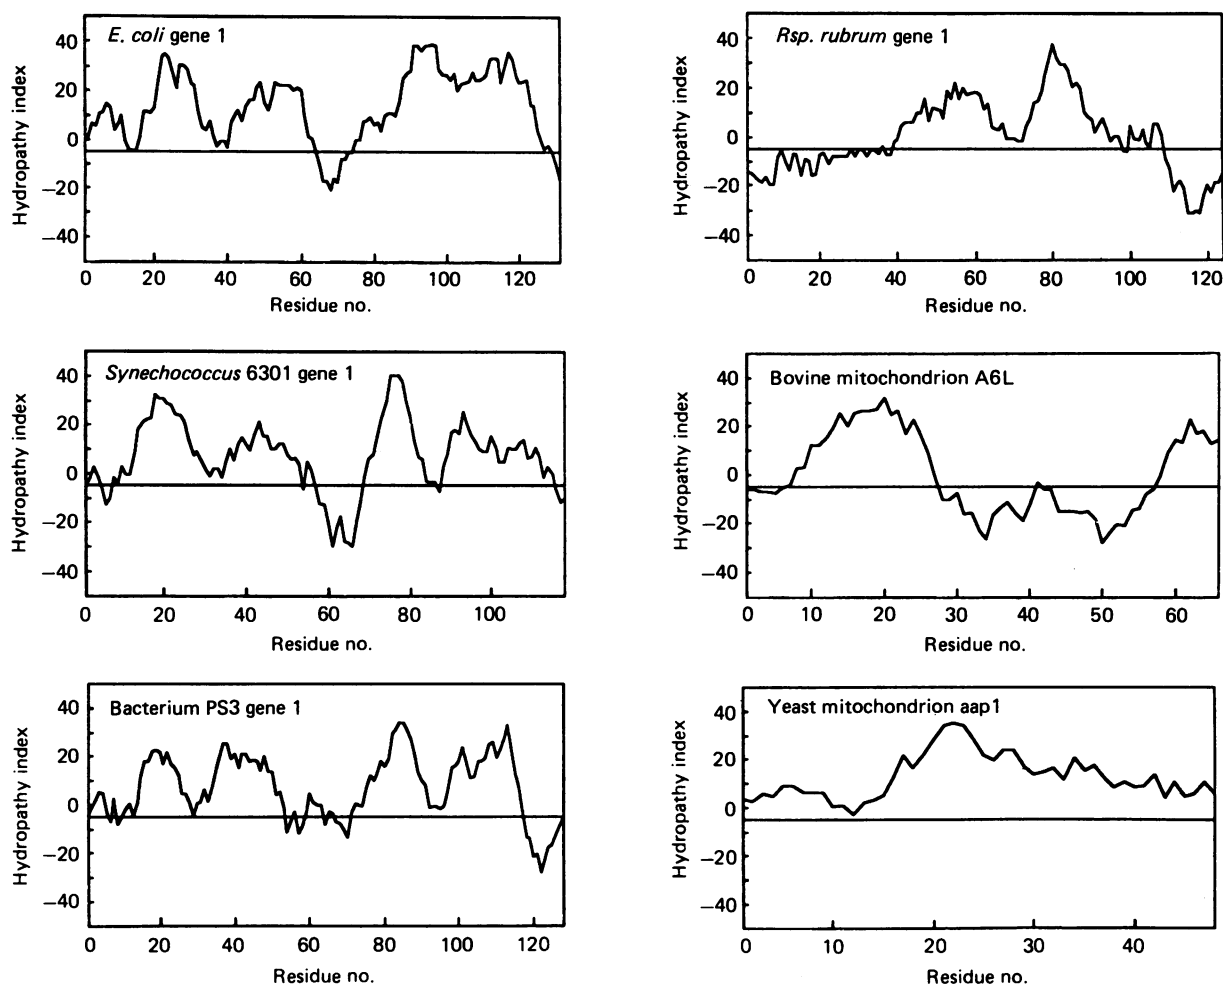 E. coli gene 1
Hydropathy index
40
20
0
−20
−40
0 20 40 60 80 100 120
Residue no.
Rsp. rubrum gene 1
Hydropathy index
40
20
0
−20
−40
0 20 40 60 80 100 120
Residue no.
Synechococcus 6301 gene 1
Hydropathy index
40
20
0
−20
−40
0 20 40 60 80 100
Residue no.
Bovine mitochondrion A6L
Hydropathy index
40
20
0
−20
−40
0 10 20 30 40 50 60
Residue no.
Bacterium PS3 gene 1
Hydropathy index
40
20
0
−20
−40
0 20 40 60 80 100 120
Residue no.
Yeast mitochondrion aap1
Hydropathy index
40
20
0
−20
−40
0 10 20 30 40
Residue no.